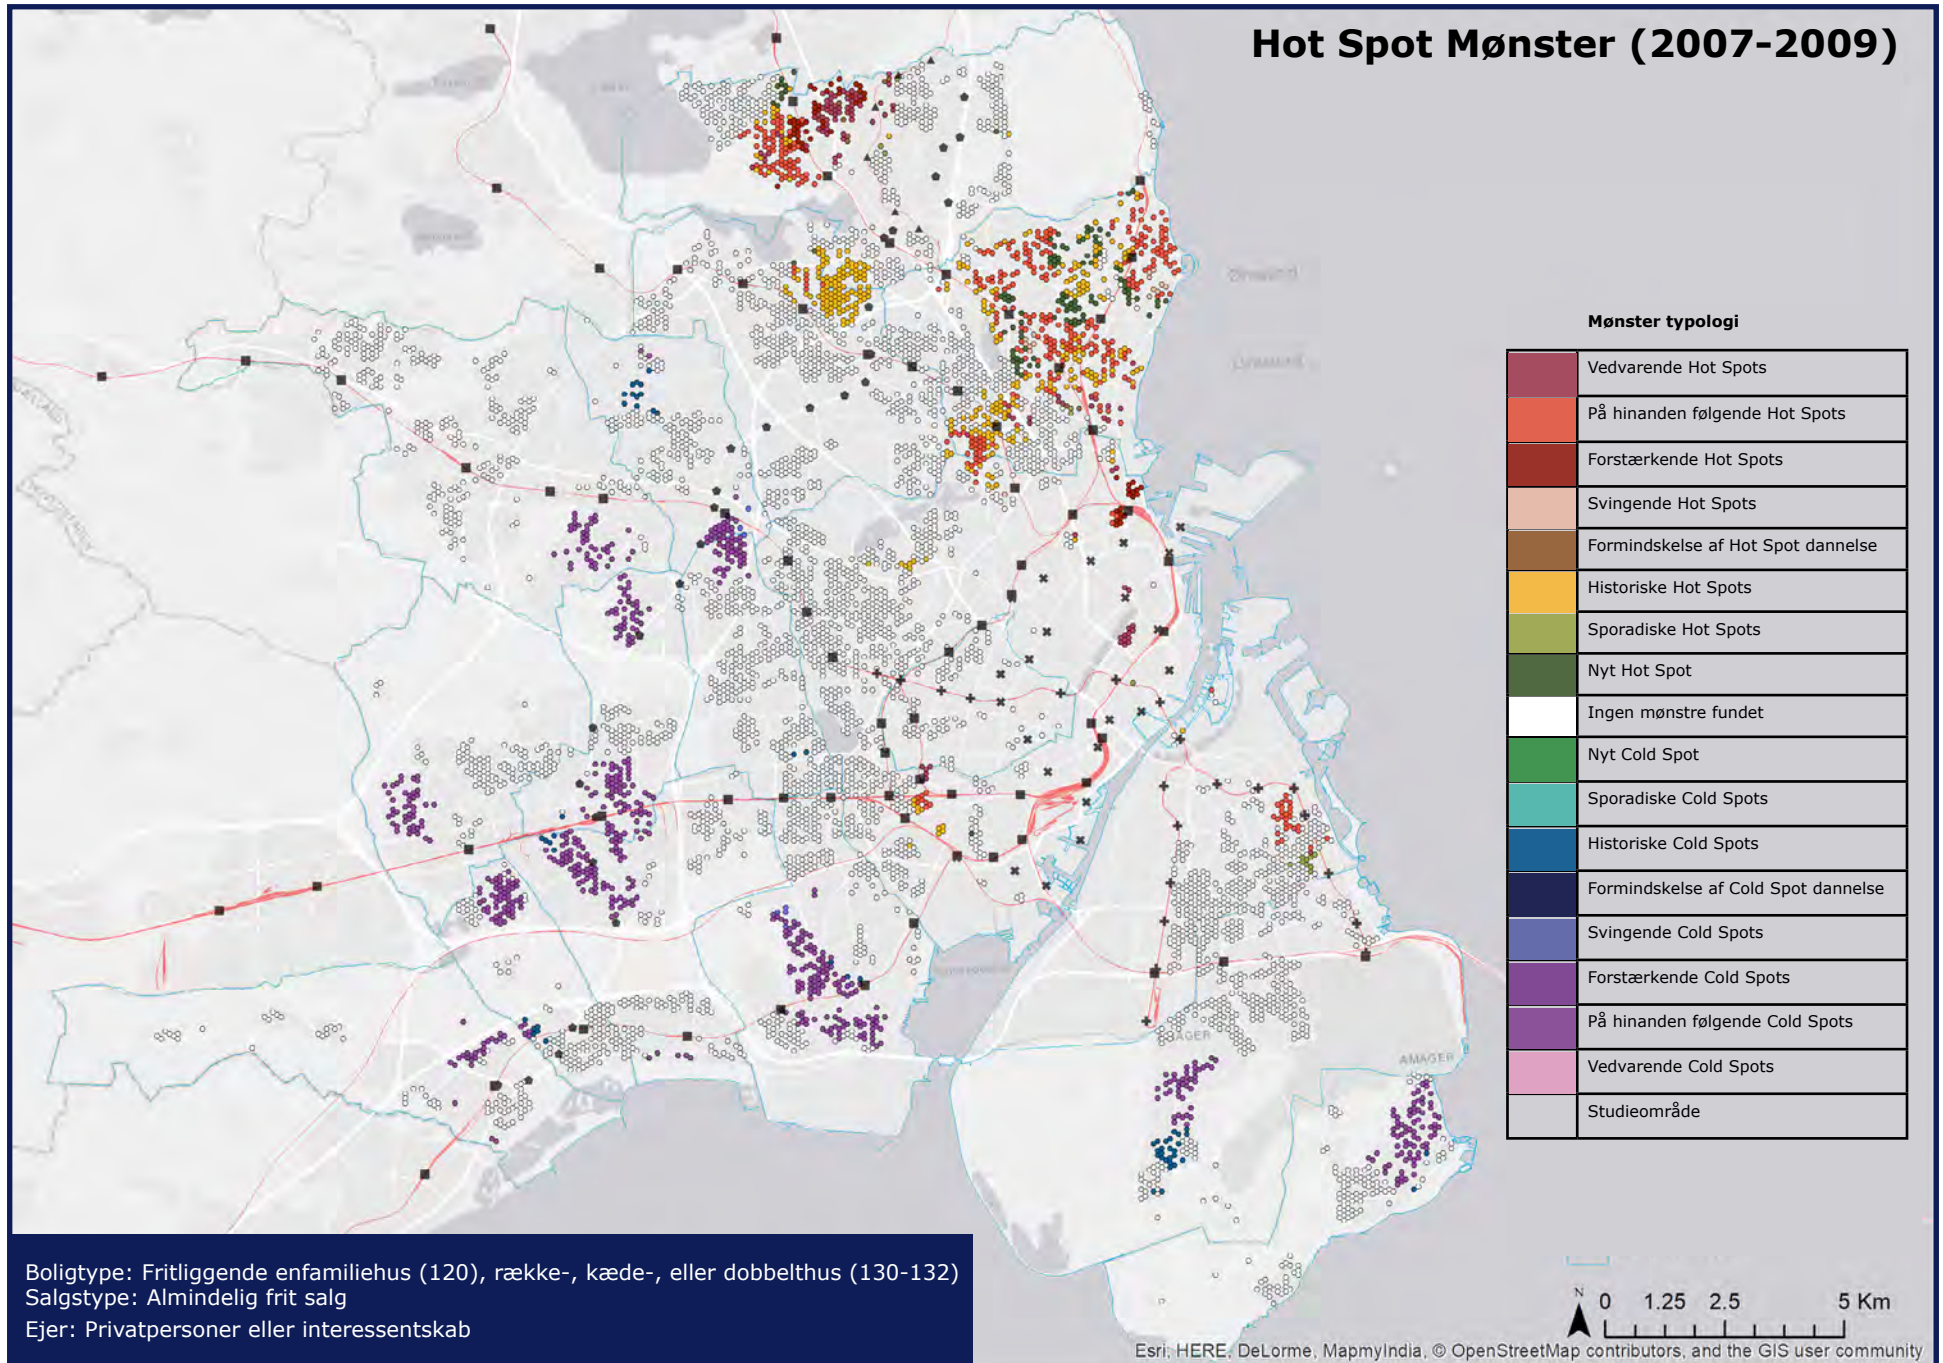 Hot Spot Mønster (2007-2009)
Mønster typologi
Vedvarende Hot Spots
På hinanden følgende Hot Spots
Forstærkende Hot Spots
Svingende Hot Spots
Formindskelse af Hot Spot dannelse
Historiske Hot Spots
Sporadiske Hot Spots
Nyt Hot Spot
Ingen mønstre fundet
Nyt Cold Spot
Sporadiske Cold Spots
Historiske Cold Spots
Formindskelse af Cold Spot dannelse
Svingende Cold Spots
Forstærkende Cold Spots
På hinanden følgende Cold Spots
Vedvarende Cold Spots
Studieområde
AMAGER
Boligtype: Fritliggende enfamiliehus (120), række-, kæde-, eller dobbelthus (130-132)
Salgstype: Almindelig frit salg
Ejer: Privatpersoner eller interessentskab
N
0 1.25 2.5 5 Km
Esri, HERE, DeLorme, MapmyIndia, © OpenStreetMap contributors, and the GIS user community